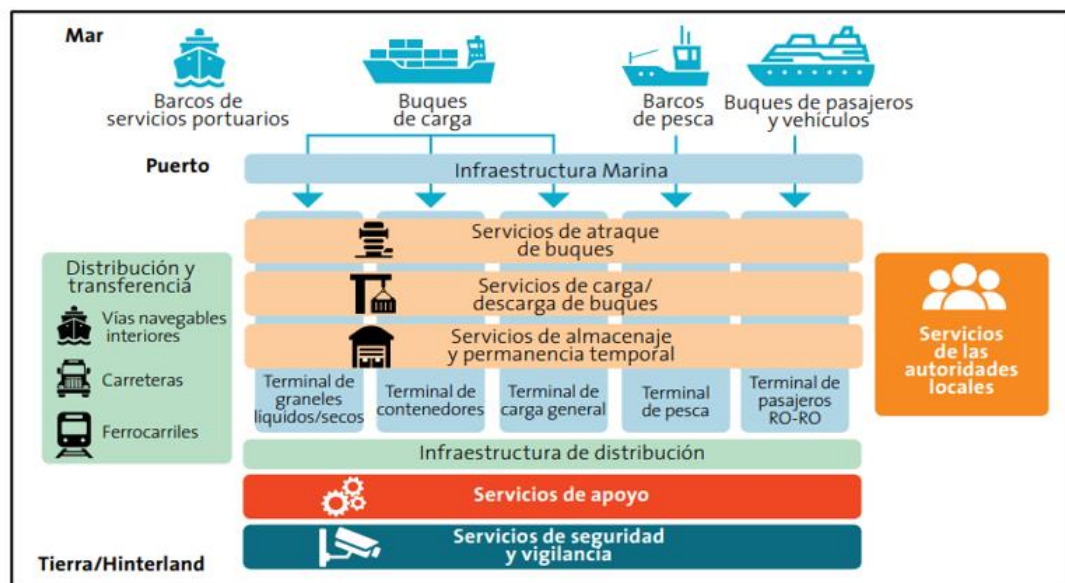 Mar
Barcos de
servicios portuarios
Buques
de carga
Barcos
de pesca
Buques de pasajeros
y vehículos
Puerto
Infraestructura Marina
Servicios de atraque
de buques
Servicios de carga/
descarga de buques
Servicios de almacenaje
y permanencia temporal
Distribución y
transferencia
Vías navegables
interiores
Carreteras
Ferrocarriles
Servicios
de las
autoridades
locales
Terminal de
graneles
líquidos/secos
Terminal de
contenedores
Terminal de
carga general
Terminal
de pesca
Terminal de
pasajeros
RO-RO
Infraestructura de distribución
Servicios de apoyo
Servicios de seguridad
y vigilancia
Tierra/Hinterland